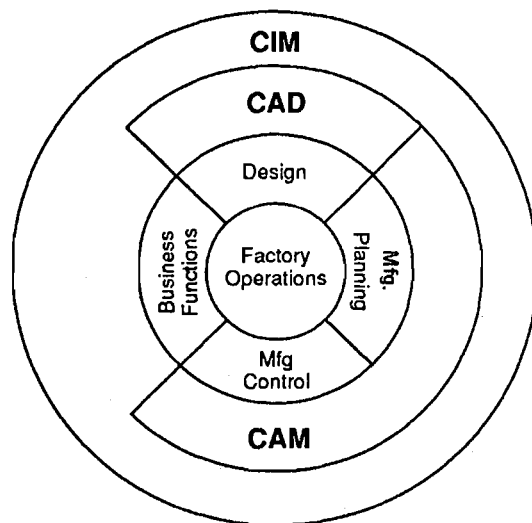 CIM
CAD
Design
Business
Functions
Factory
Operations
Mfg.
Planning
Mfg
Control
CAM